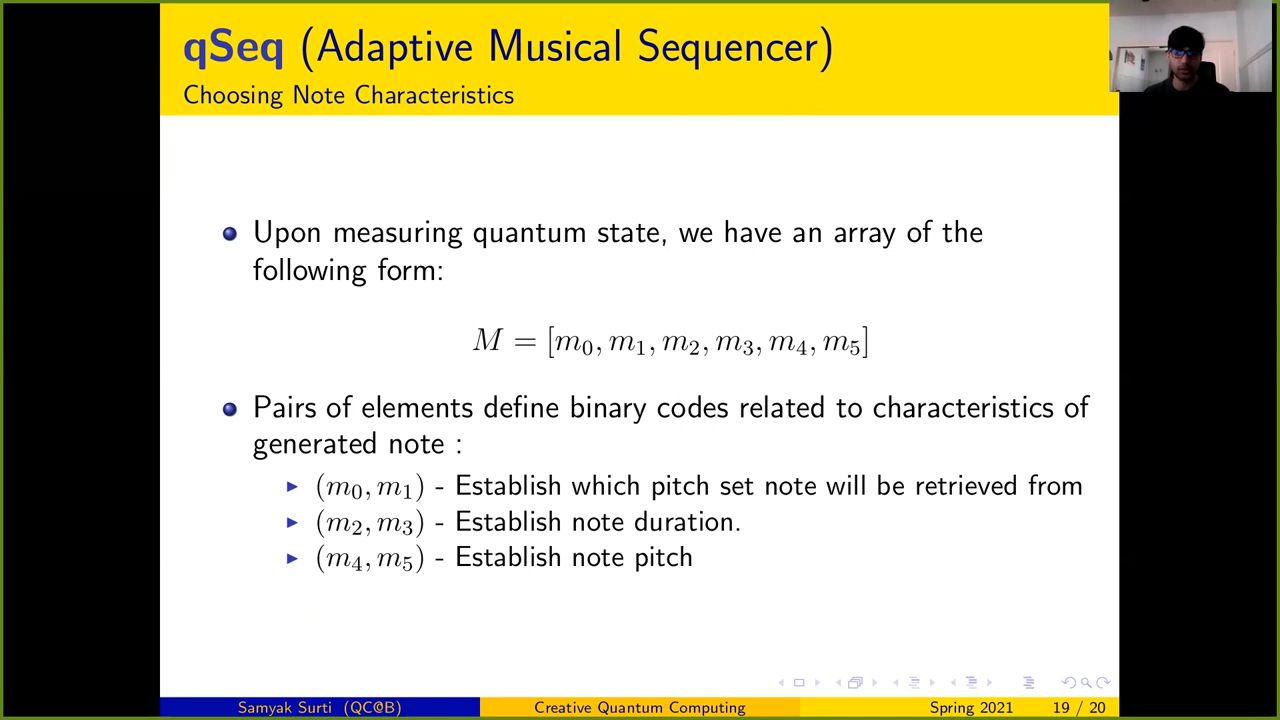 qSeq (Adaptive Musical Sequencer)
Choosing Note Characteristics
Upon measuring quantum state, we have an array of the
following form:
M = [m₀, m₁, m₂, m₃, m₄, m₅]
Pairs of elements define binary codes related to characteristics of
generated note :
(m₀, m₁) - Establish which pitch set note will be retrieved from
(m₂, m₃) - Establish note duration.
(m₄, m₅) - Establish note pitch
Samyak Surti (QC@B) Creative Quantum Computing Spring 2021 19 / 20